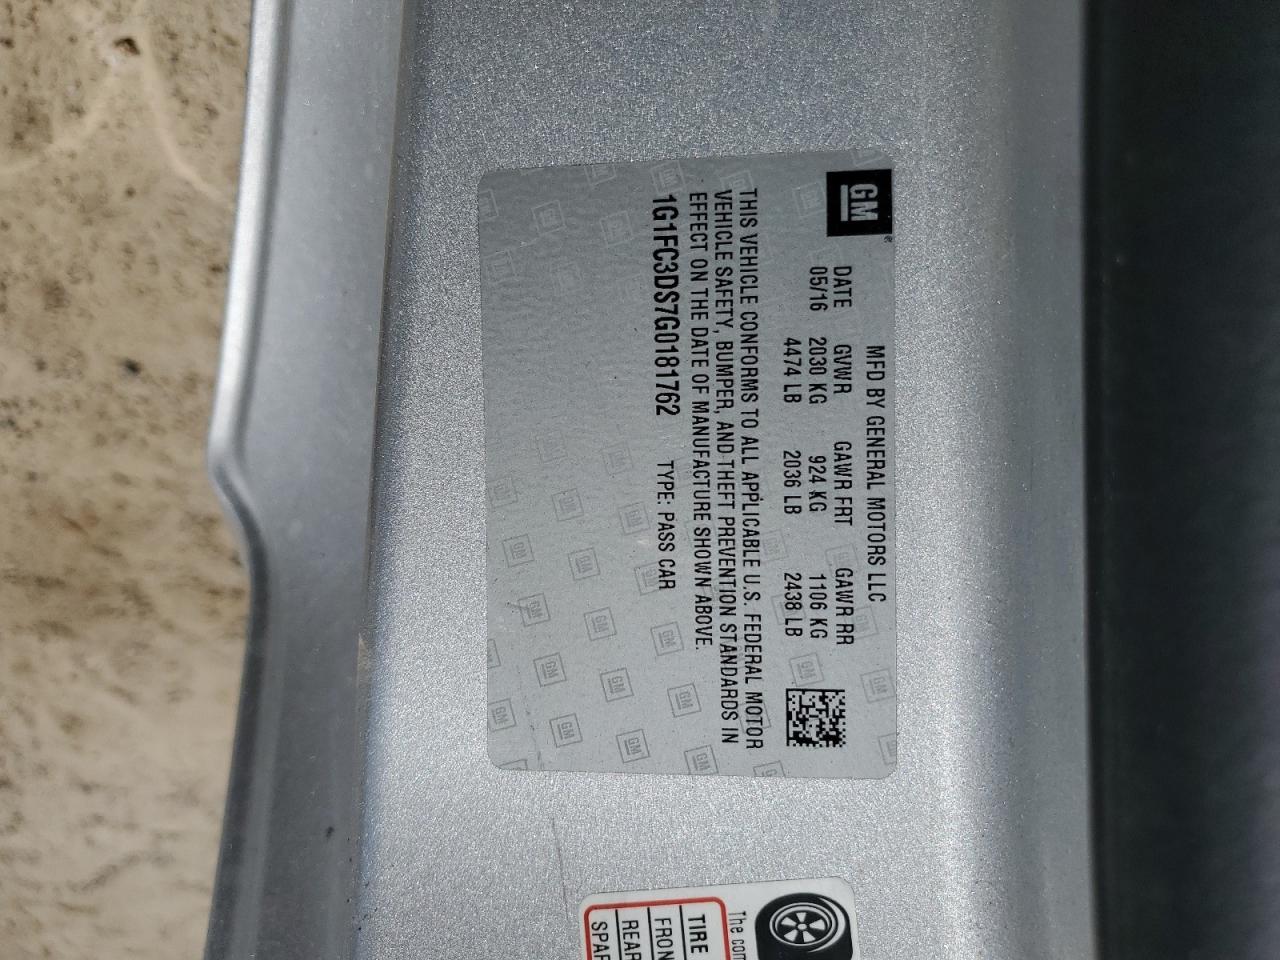 GM
MFD BY GENERAL MOTORS LLC
DATE GVWR GAWR FRT GAWR RR
05/16 2030 KG 924 KG 1106 KG
4474 LB 2036 LB 2438 LB
THIS VEHICLE CONFORMS TO ALL APPLICABLE U.S. FEDERAL MOTOR
VEHICLE SAFETY, BUMPER, AND THEFT PREVENTION STANDARDS IN
EFFECT ON THE DATE OF MANUFACTURE SHOWN ABOVE.
1G1FC3DS7G0181762 TYPE: PASS CAR
The
TIRE